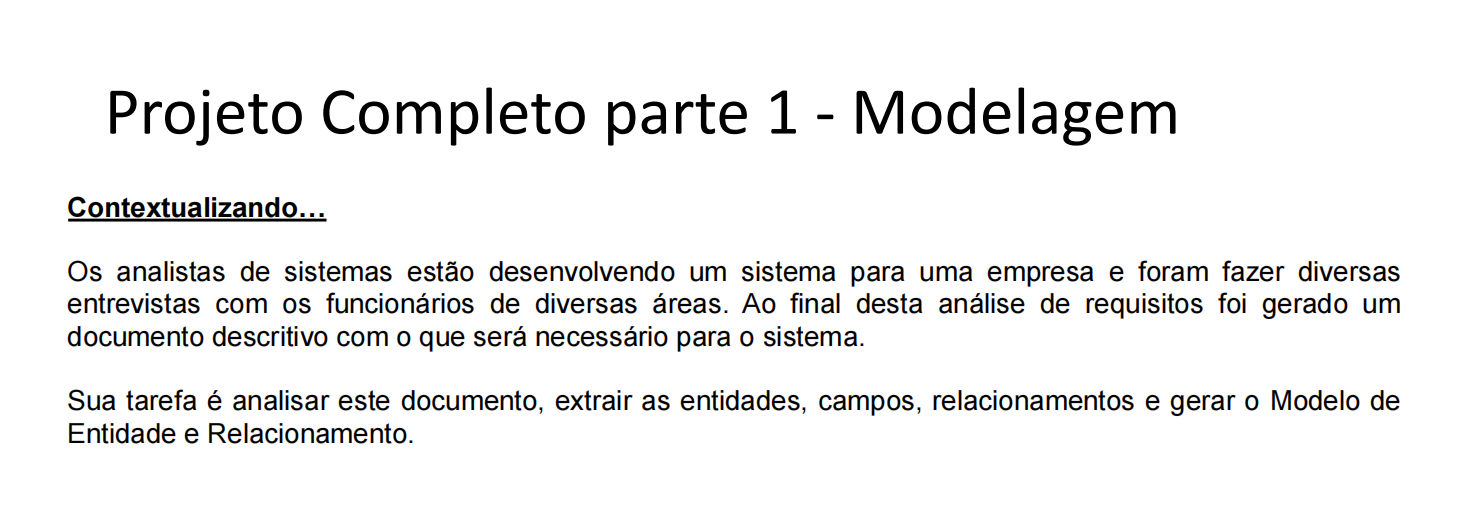 Projeto Completo parte 1 - Modelagem
Contextualizando…
Os analistas de sistemas estão desenvolvendo um sistema para uma empresa e foram fazer diversas
entrevistas com os funcionários de diversas áreas. Ao final desta análise de requisitos foi gerado um
documento descritivo com o que será necessário para o sistema.
Sua tarefa é analisar este documento, extrair as entidades, campos, relacionamentos e gerar o Modelo de
Entidade e Relacionamento.